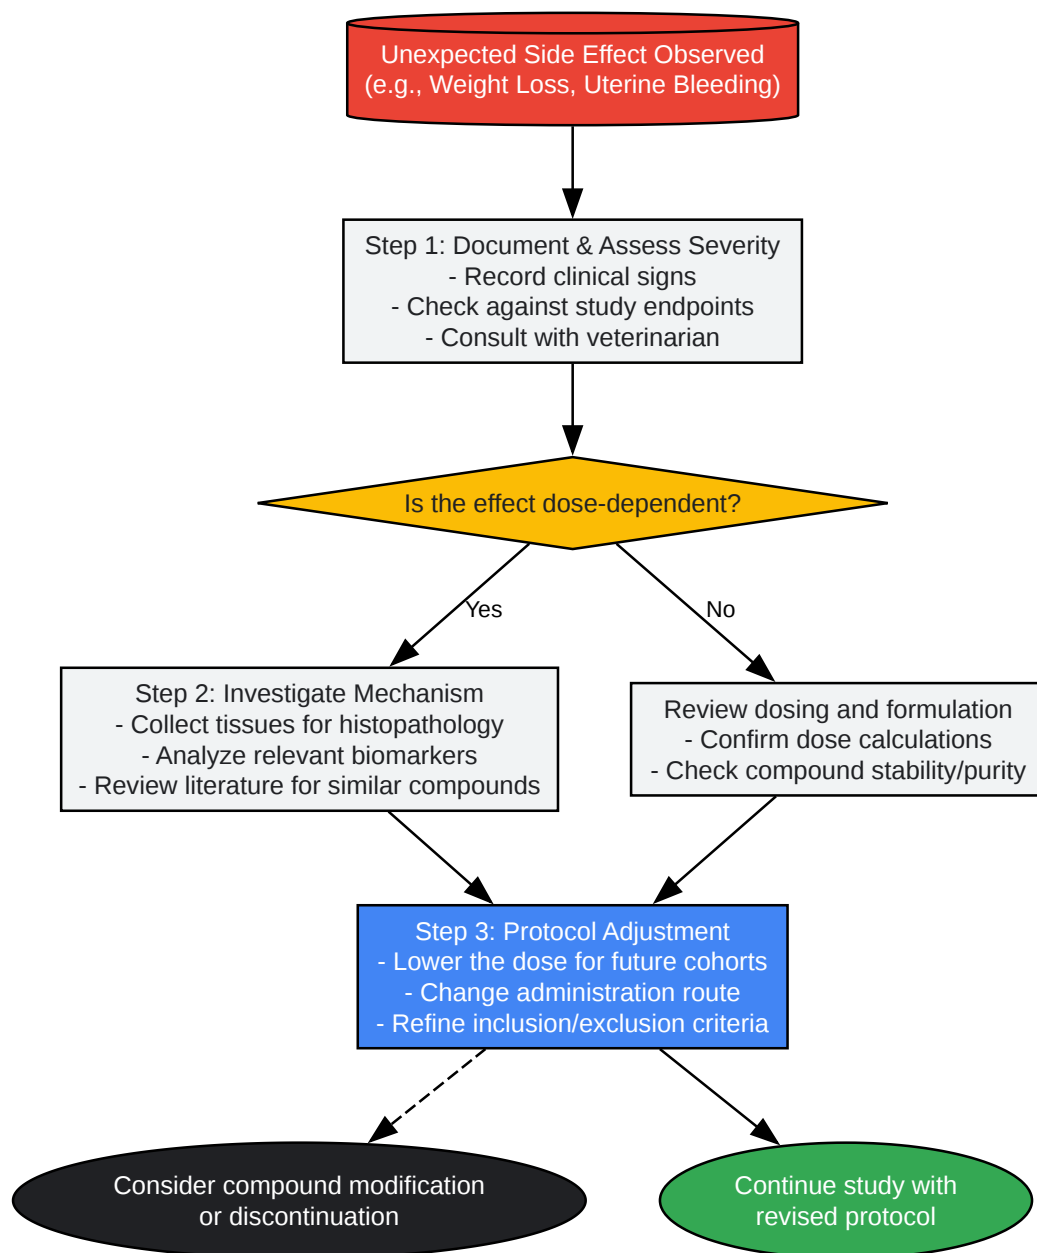 Unexpected Side Effect Observed
(e.g., Weight Loss, Uterine Bleeding)
Step 1: Document & Assess Severity
- Record clinical signs
- Check against study endpoints
- Consult with veterinarian
Is the effect dose-dependent?
Yes
No
Step 2: Investigate Mechanism
- Collect tissues for histopathology
- Analyze relevant biomarkers
- Review literature for similar compounds
Review dosing and formulation
- Confirm dose calculations
- Check compound stability/purity
Step 3: Protocol Adjustment
- Lower the dose for future cohorts
- Change administration route
- Refine inclusion/exclusion criteria
Consider compound modification
or discontinuation
Continue study with
revised protocol